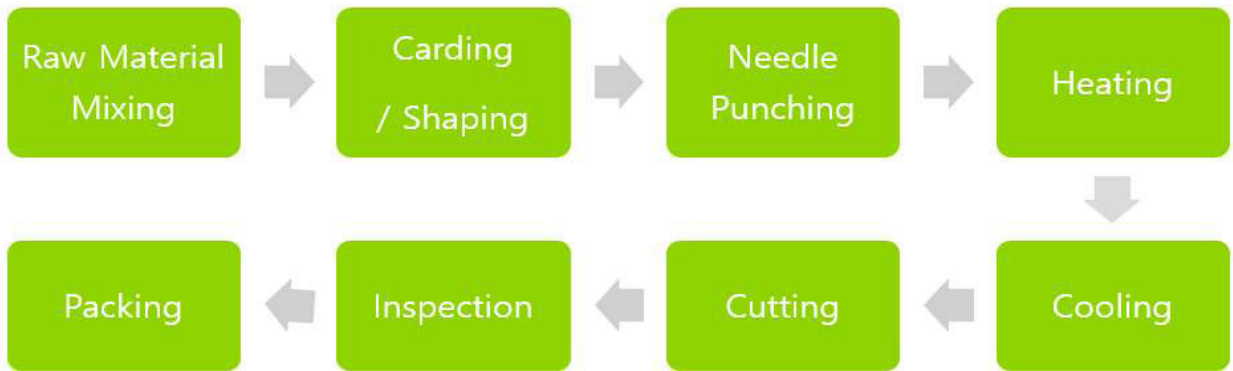 Raw Material
Mixing
Carding
/ Shaping
Needle
Punching
Heating
Cooling
Cutting
Inspection
Packing